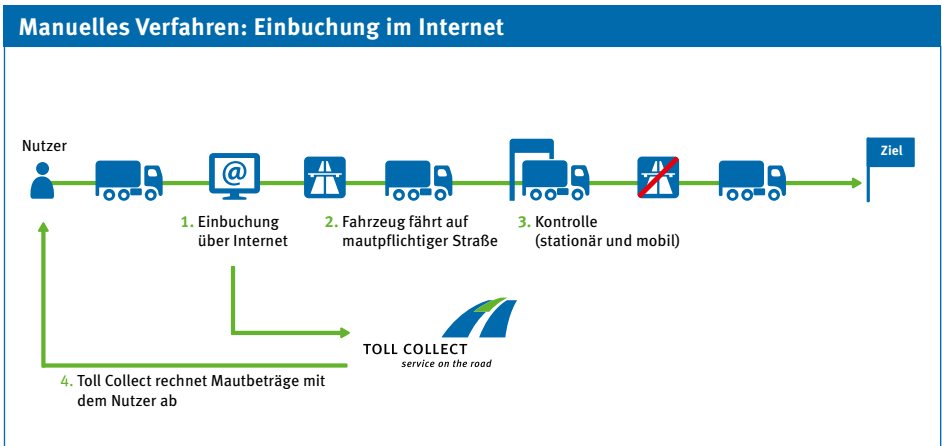 Manuelles Verfahren: Einbuchung im Internet
Nutzer
@
Ziel
1. Einbuchung
über Internet
2. Fahrzeug fährt auf
mautpflichtiger Straße
3. Kontrolle
(stationär und mobil)
TOLL COLLECT
service on the road
4. Toll Collect rechnet Mautbeträge mit
dem Nutzer ab